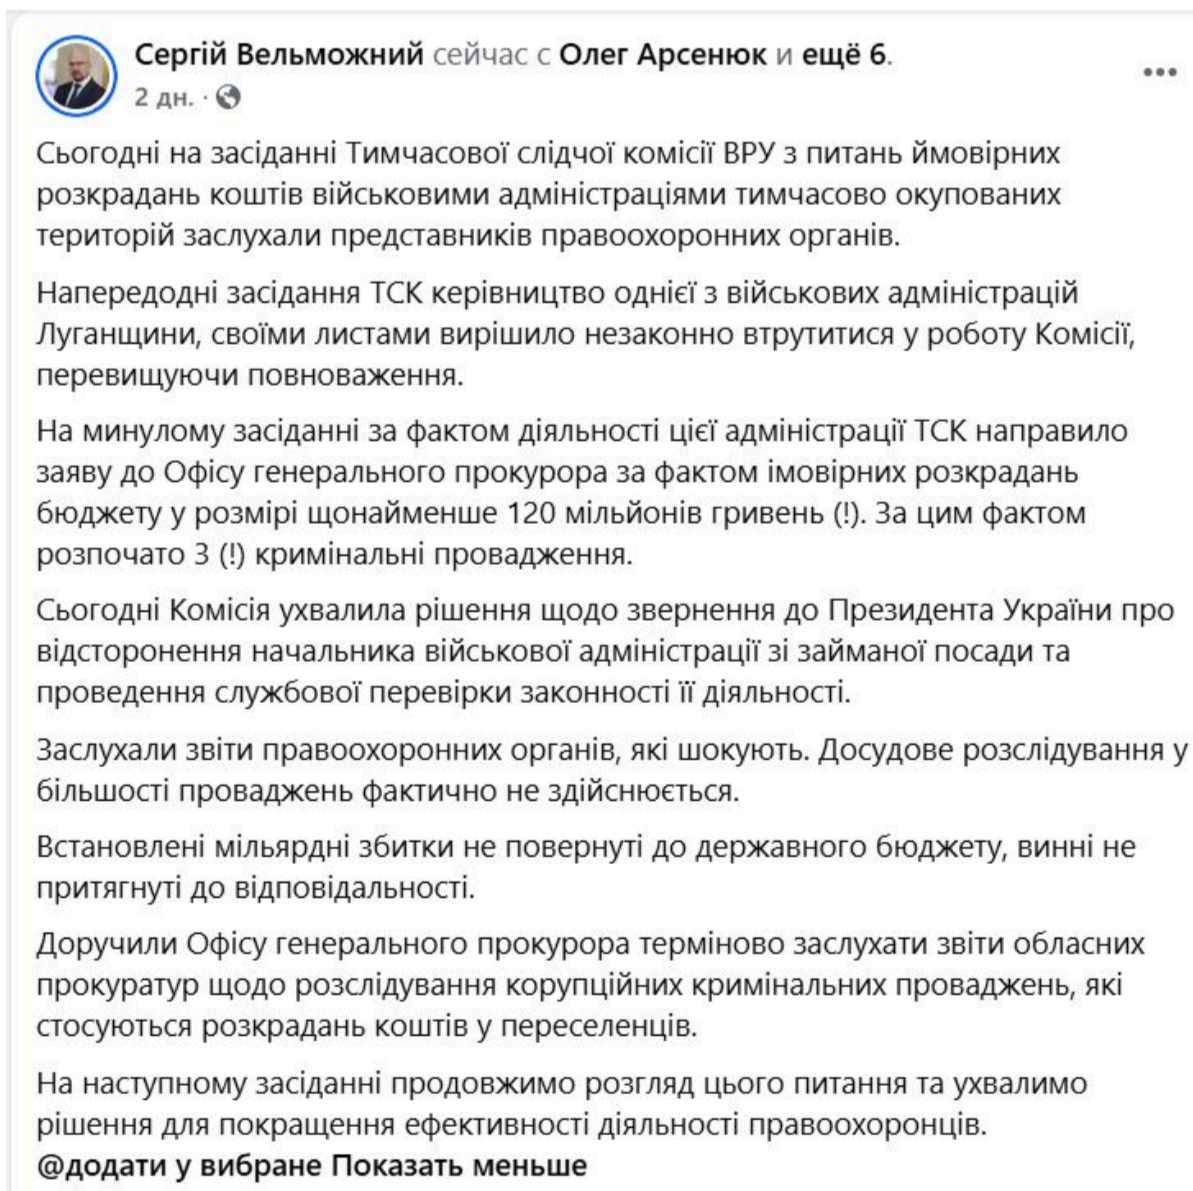 Сергій Вельможний сейчас с Олег Арсенюк и ещё 6.
2 дн. ·
Сьогодні на засіданні Тимчасової слідчої комісії ВРУ з питань ймовірних
розкрадань коштів військовими адміністраціями тимчасово окупованих
територій заслухали представників правоохоронних органів.
Напередодні засідання ТСК керівництво однієї з військових адміністрацій
Луганщини, своїми листами вирішило незаконно втрутитися у роботу Комісії,
перевищуючи повноваження.
На минулому засіданні за фактом діяльності цієї адміністрації ТСК направило
заяву до Офісу генерального прокурора за фактом імовірних розкрадань
бюджету у розмірі щонайменше 120 мільйонів гривень (!). За цим фактом
розпочато 3 (!) кримінальні провадження.
Сьогодні Комісія ухвалила рішення щодо звернення до Президента України про
відсторонення начальника військової адміністрації зі займаної посади та
проведення службової перевірки законності її діяльності.
Заслухали звіти правоохоронних органів, які шокують. Досудове розслідування у
більшості проваджень фактично не здійснюється.
Встановлені мільярдні збитки не повернуті до державного бюджету, винні не
притягнуті до відповідальності.
Доручили Офісу генерального прокурора терміново заслухати звіти обласних
прокуратур щодо розслідування корупційних кримінальних проваджень, які
стосуються розкрадань коштів у переселенців.
На наступному засіданні продовжимо розгляд цього питання та ухвалимо
рішення для покращення ефективності діяльності правоохоронців.
@додати у вибране Показать меньше